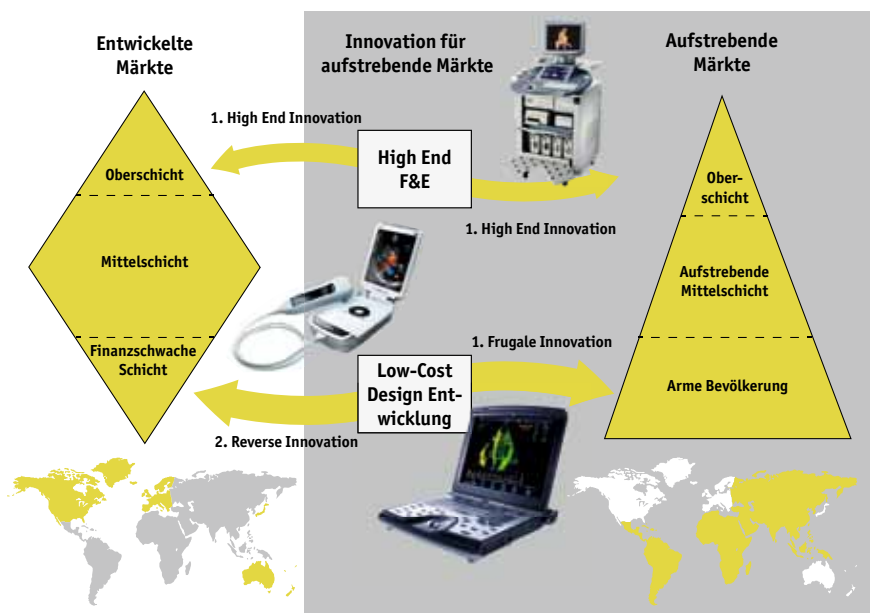 Entwickelte
Märkte
Innovation für
aufstrebende Märkte
Aufstrebende
Märkte
1. High End Innovation
High End
F&E
Oberschicht
Ober-
schicht
1. High End Innovation
Mittelschicht
Aufstrebende
Mittelschicht
Finanzschwache
Schicht
1. Frugale Innovation
Low-Cost
Design Ent-
wicklung
Arme Bevölkerung
2. Reverse Innovation